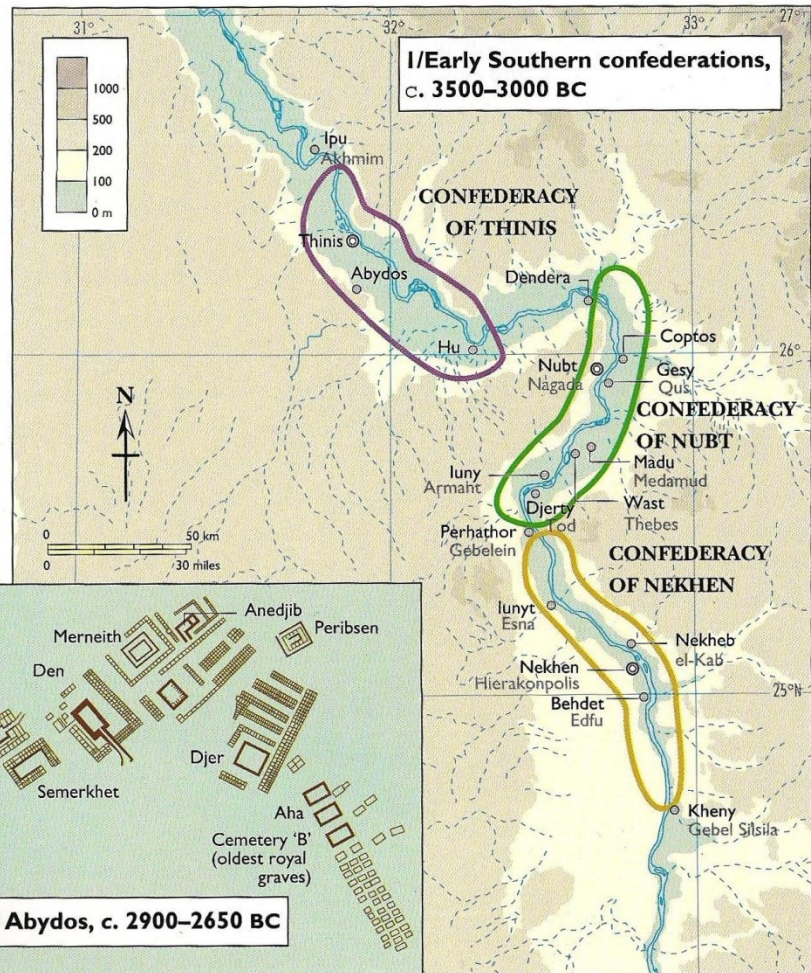 31°
32°
33°
27°
1/Early Southern confederations,
c. 3500–3000 BC
1000
500
200
100
0 m
Ipu
Akhmim
CONFEDERACY
OF THINIS
Thinis
Abydos
Dendera
Hu
Coptos
26°
Nubt
Nagada
Gesy
Qus
N
CONFEDERACY
OF NUBT
Iuny
Armaht
Madu
Medamud
Djerty
Tod
Wast
Thebes
50 km
30 miles
0
0
Perhathor
Gebelein
CONFEDERACY
OF NEKHEN
Iunyt
Esna
Nekheb
el-Kab
Nekhen
Hierakonpolis
Behdet
Edfu
25°N
Kheny
Gebel Silsila
Anedjib
Merneith
Peribsen
Den
Djer
Semerkhet
Aha
Cemetery 'B'
(oldest royal
graves)
Abydos, c. 2900–2650 BC